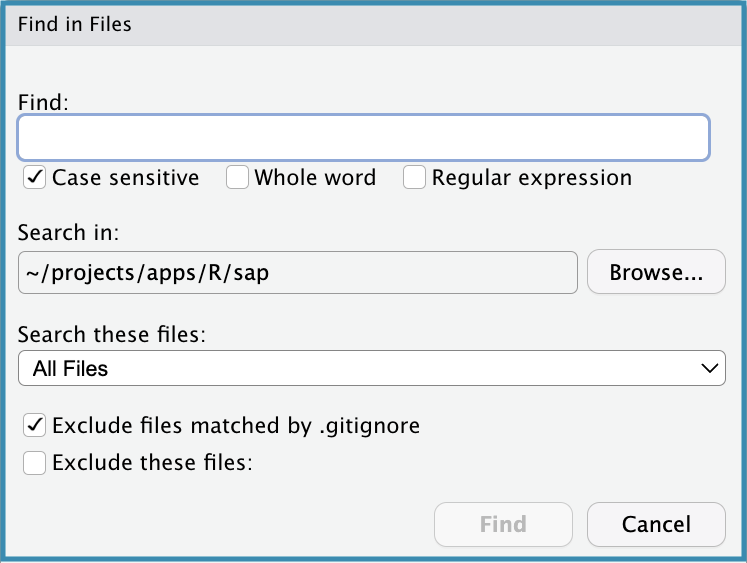 Find in Files
Find:
Case sensitive Whole word Regular expression
Search in:
~/projects/apps/R/sap Browse...
Search these files:
All Files
Exclude files matched by .gitignore
Exclude these files:
Find Cancel